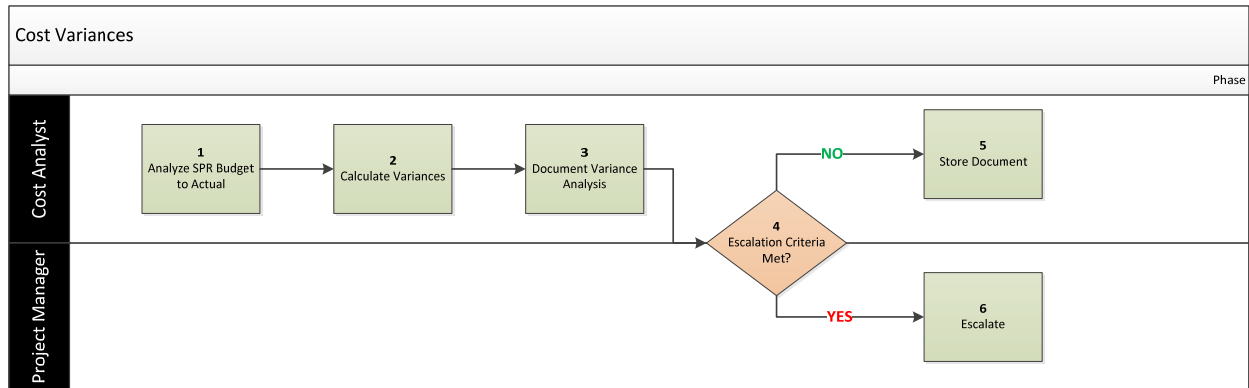 Cost Variances
Phase
Cost Analyst
1
Analyze SPR Budget
to Actual
2
Calculate Variances
3
Document Variance
Analysis
4
Escalation Criteria
Met?
NO
5
Store Document
Project Manager
YES
6
Escalate